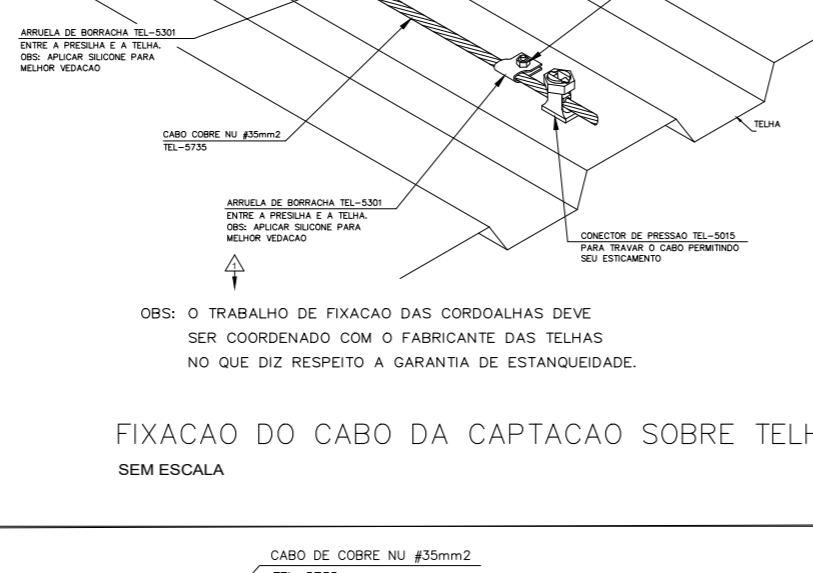 ARRUELA DE BORRACHA TEL-5301
ENTRE A PRESILHA E A TELHA.
OBS: APLICAR SILICONE PARA
MELHOR VEDACAO
TELHA
CABO COBRE NU #35mm2
TEL-5735
ARRUELA DE BORRACHA TEL-5301
ENTRE A PRESILHA E A TELHA.
OBS: APLICAR SILICONE PARA
MELHOR VEDACAO
CONECTOR DE PRESSAO TEL-5015
PARA TRAVAR O CABO PERMITINDO
SEU ESTICAMENTO
1
OBS: O TRABALHO DE FIXACAO DAS CORDOALHAS DEVE
SER COORDENADO COM O FABRICANTE DAS TELHAS
NO QUE DIZ RESPEITO A GARANTIA DE ESTANQUEIDADE.
FIXACAO DO CABO DA CAPTACAO SOBRE TELH
SEM ESCALA
CABO DE COBRE NU #35mm2